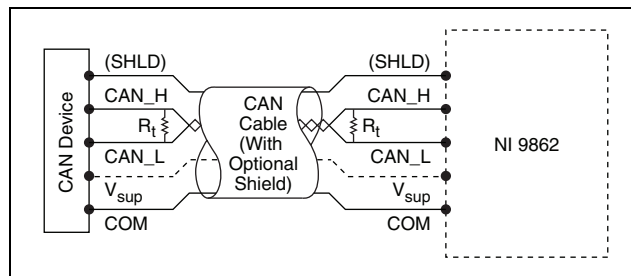 CAN Device
(SHLD)
CAN_H
Rt
CAN_L
Vsup
COM
CAN
Cable
(With
Optional
Shield)
(SHLD)
CAN_H
Rt
CAN_L
Vsup
COM
NI 9862